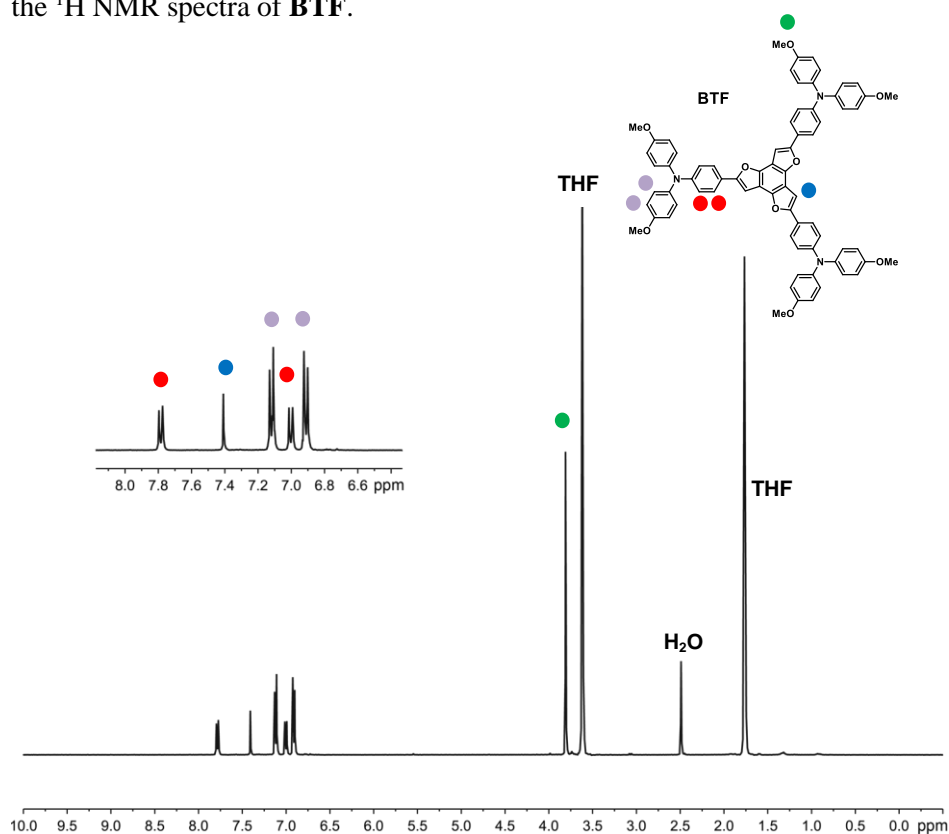 the ¹H NMR spectra of BTF.
MeO
N
OMe
BTF
MeO
O
O
N
O
THF
MeO
N
OMe
MeO
8.0 7.8 7.6 7.4 7.2 7.0 6.8 6.6 ppm
THF
H₂O
10.0 9.5 9.0 8.5 8.0 7.5 7.0 6.5 6.0 5.5 5.0 4.5 4.0 3.5 3.0 2.5 2.0 1.5 1.0 0.5 0.0 ppm